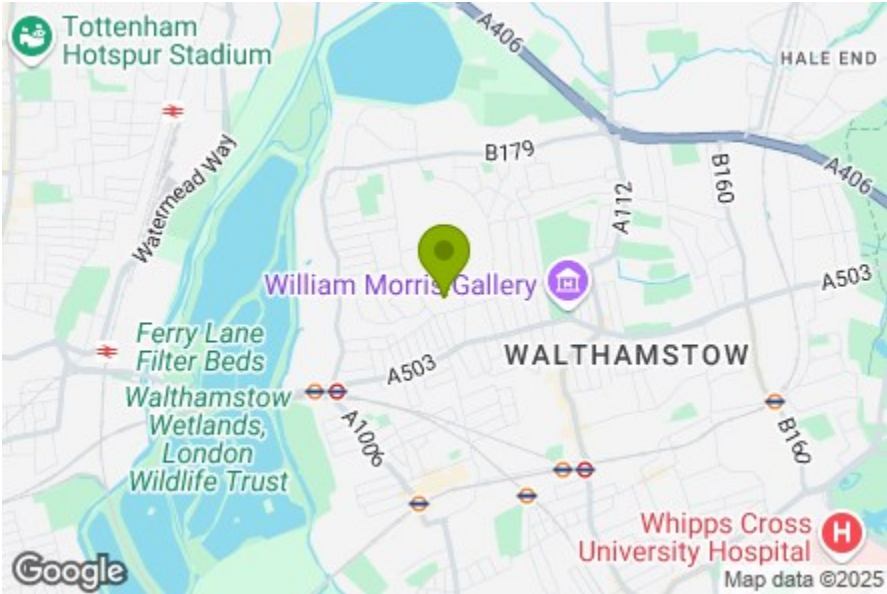 Tottenham
Hotspur Stadium
A406
HALE END
Watermead Way
B179
A112
B160
A406
William Morris Gallery
A503
Ferry Lane
Filter Beds
WALTHAMSTOW
A503
Walthamstow
Wetlands,
London
Wildlife Trust
A1006
B160
Whipps Cross
University Hospital
H
Google
Map data ©2025